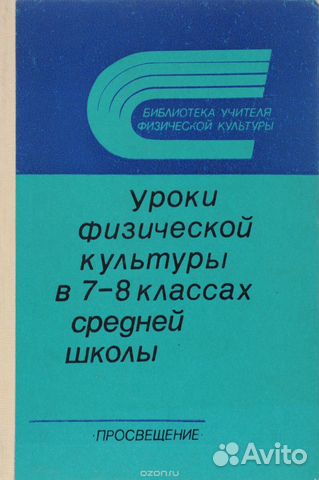 БИБЛИОТЕКА УЧИТЕЛЯ
ФИЗИЧЕСКОЙ КУЛЬТУРЫ
уроки
физической
культуры
в 7-8 классах
средней
школы
·ПРОСВЕЩЕНИЕ·
ozon.ru
Avito